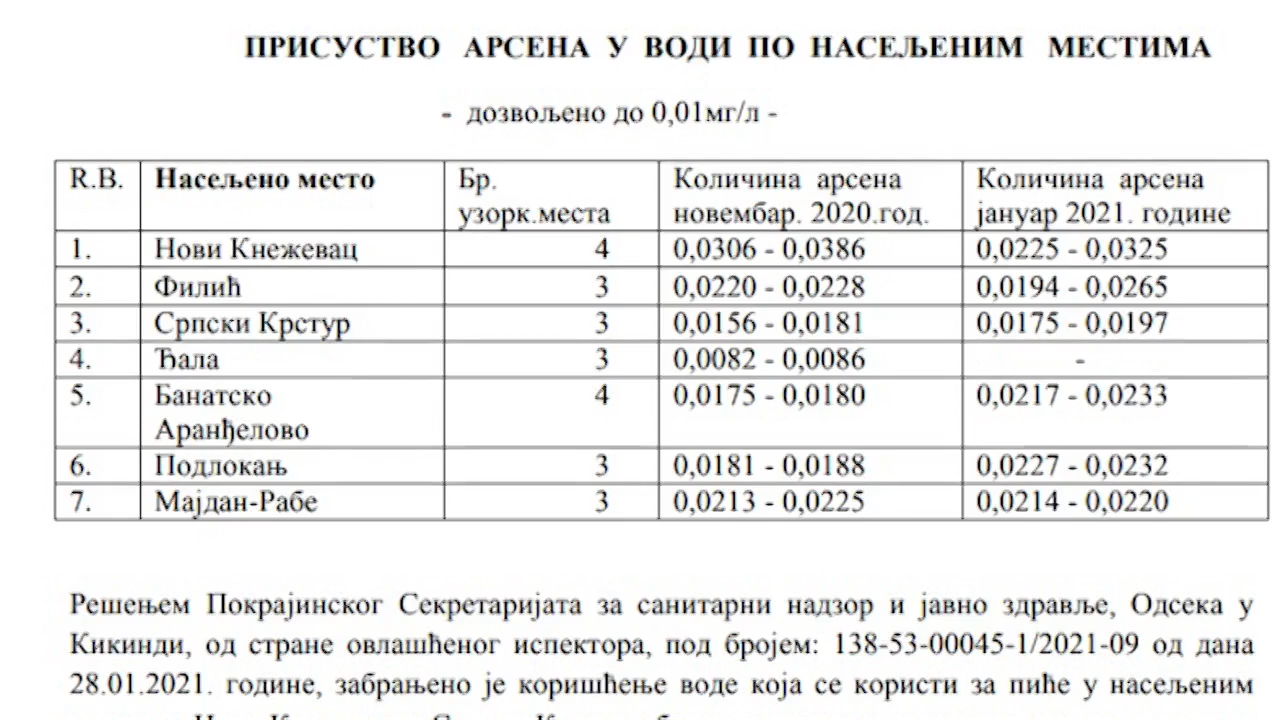 ПРИСУСТВО АРСЕНА У ВОДИ ПО НАСЕЉЕНИМ МЕСТИМА
- дозвољено до 0,01мг/л -
R.B. Насељено место Бр. узорк.места Количина арсена новембар. 2020.год. Количина арсена јануар 2021. године
1. Нови Кнежевац 4 0,0306 - 0,0386 0,0225 - 0,0325
2. Филић 3 0,0220 - 0,0228 0,0194 - 0,0265
3. Српски Крстур 3 0,0156 - 0,0181 0,0175 - 0,0197
4. Ђала 3 0,0082 - 0,0086 -
5. Банатско Аранђелово 4 0,0175 - 0,0180 0,0217 - 0,0233
6. Подлокањ 3 0,0181 - 0,0188 0,0227 - 0,0232
7. Мајдан-Рабе 3 0,0213 - 0,0225 0,0214 - 0,0220
Решењем Покрајинског Секретаријата за санитарни надзор и јавно здравље, Одсека у
Кикинди, од стране овлашћеног испектора, под бројем: 138-53-00045-1/2021-09 од дана
28.01.2021. године, забрањено је коришћење воде која се користи за пиће у насељеним